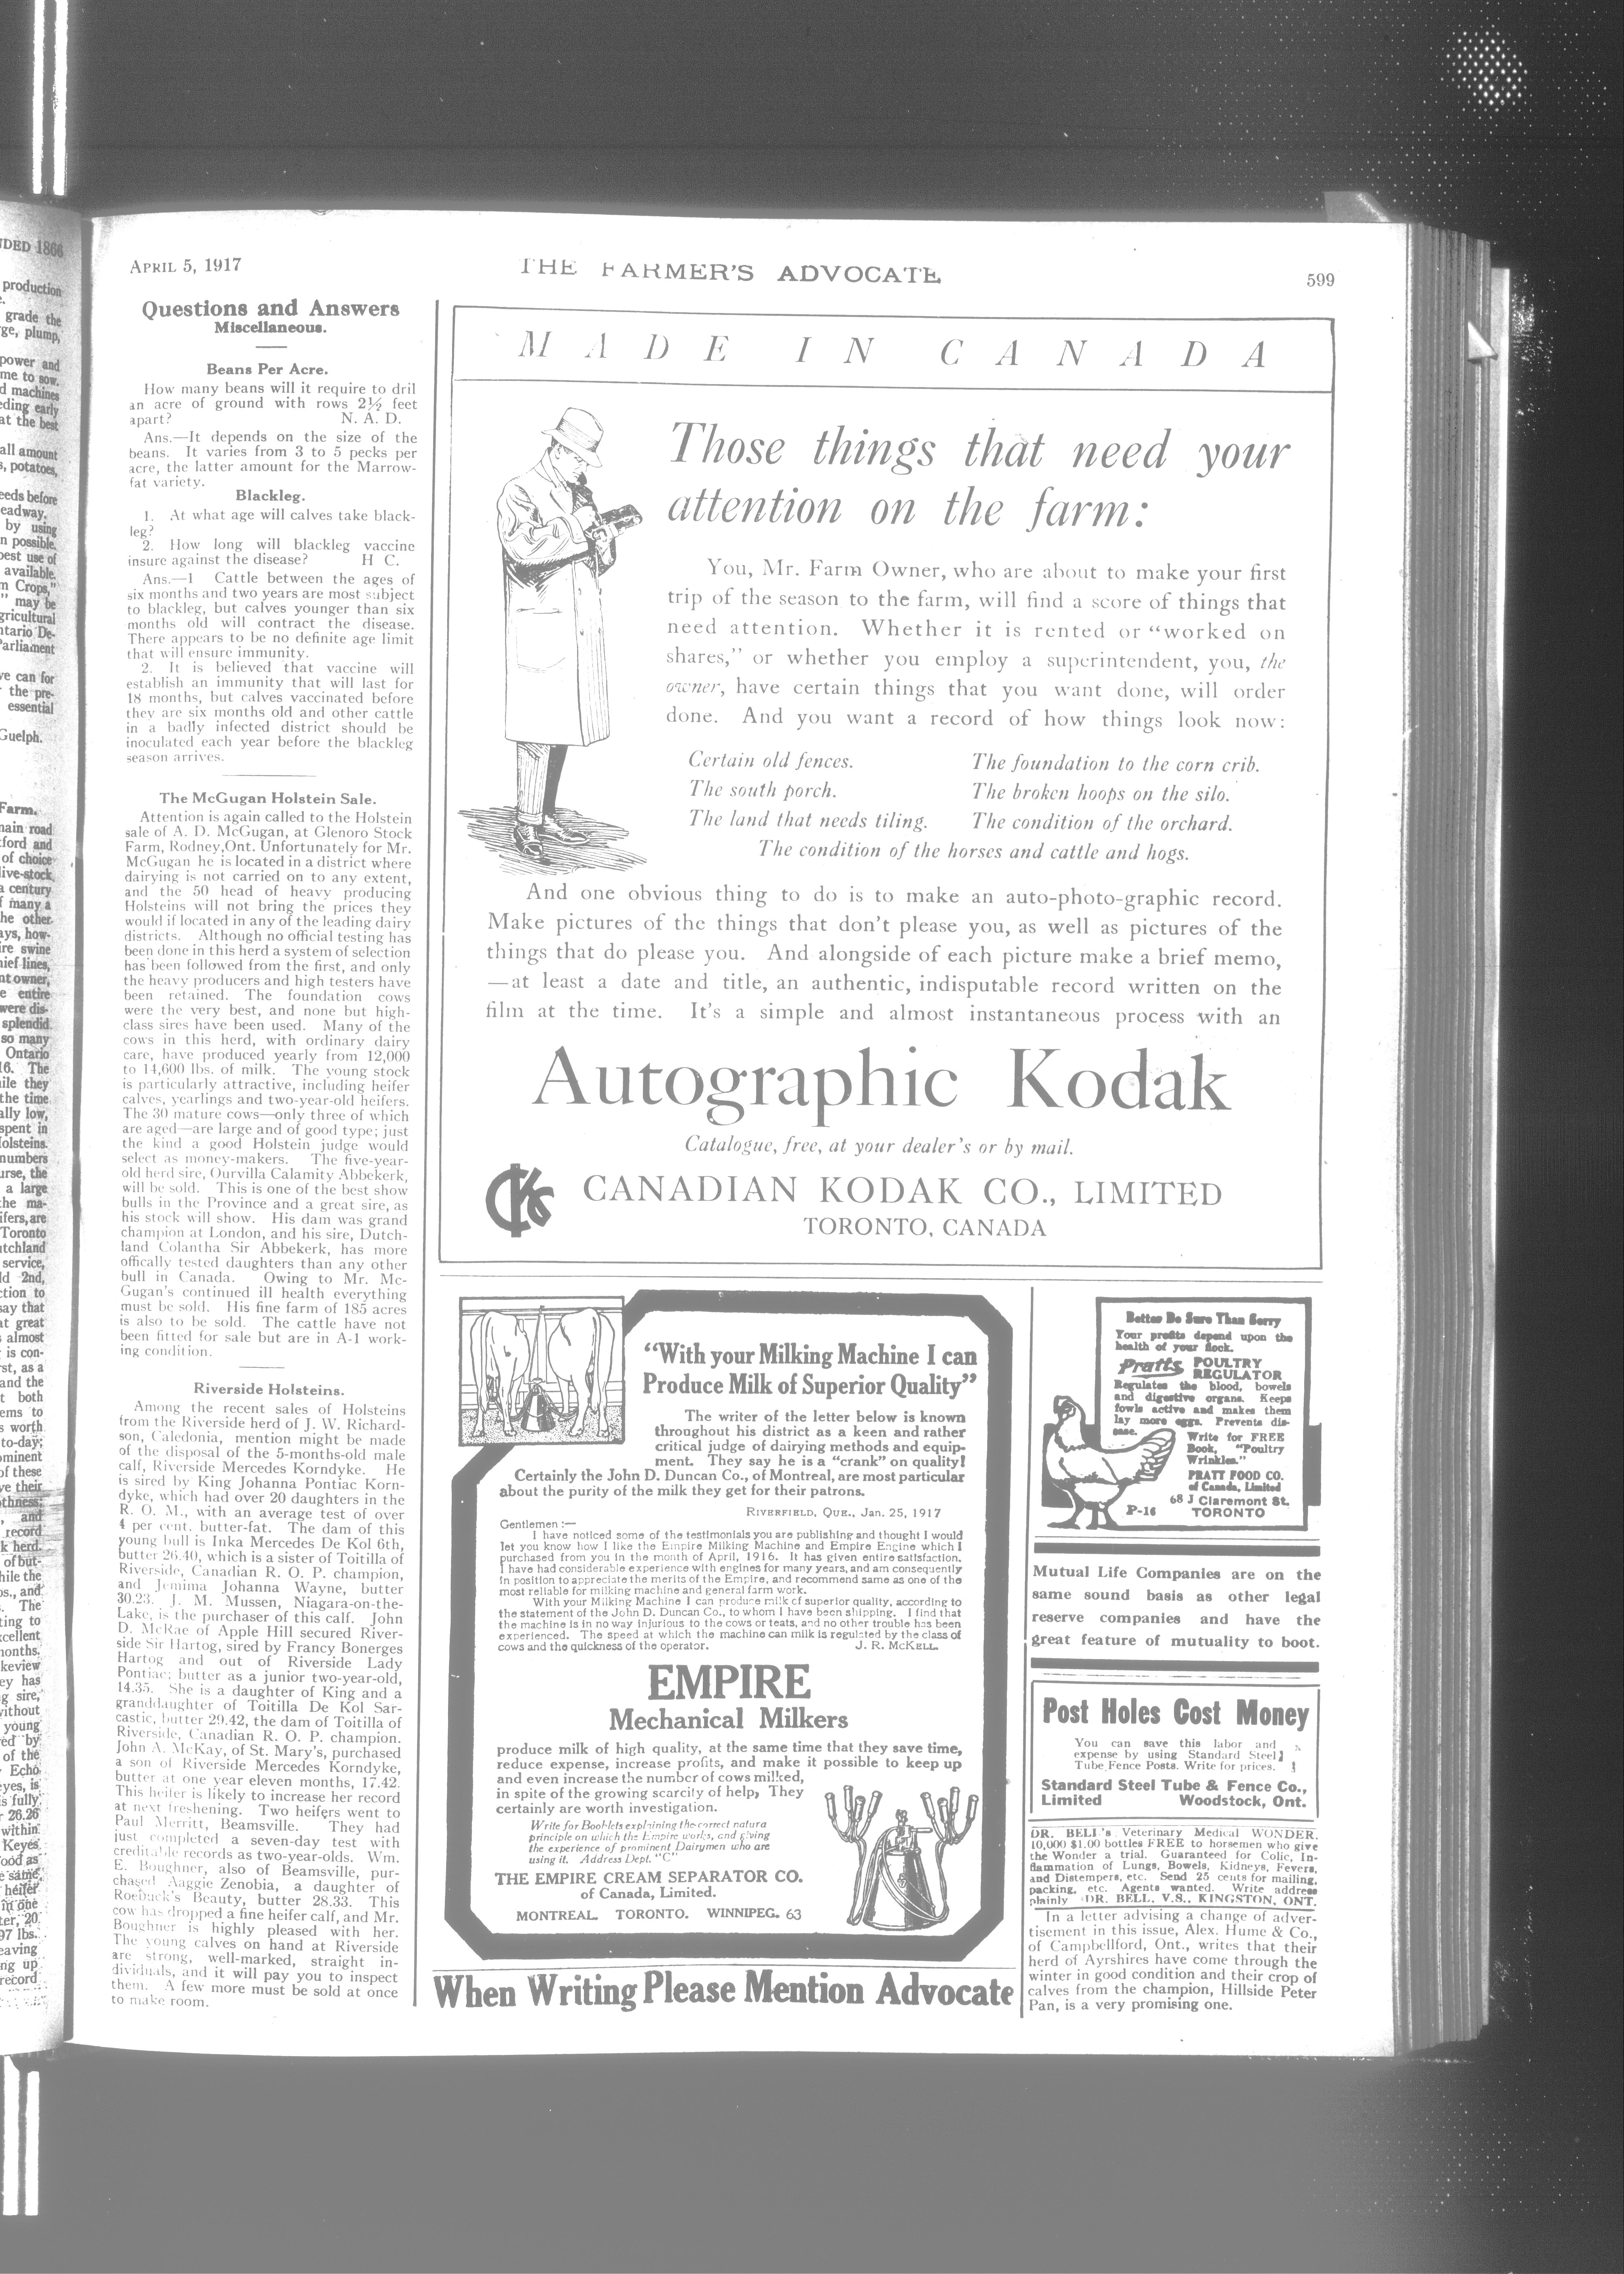 APRIL 5, 1917
THE FARMER'S ADVOCATE
599
Questions and Answers
Miscellaneous.
Beans Per Acre.
How many beans will it require to dril
an acre of ground with rows 2½ feet
apart? N. A. D.
Ans.—It depends on the size of the
beans. It varies from 3 to 5 pecks per
acre, the latter amount for the Marrow-
fat variety.
Blackleg.
1. At what age will calves take black-
leg?
2. How long will blackleg vaccine
insure against the disease? H C.
Ans.—1 Cattle between the ages of
six months and two years are most subject
to blackleg, but calves younger than six
months old will contract the disease.
There appears to be no definite age limit
that will ensure immunity.
2. It is believed that vaccine will
establish an immunity that will last for
18 months, but calves vaccinated before
they are six months old and other cattle
in a badly infected district should be
inoculated each year before the blackleg
season arrives.
The McGugan Holstein Sale.
Attention is again called to the Holstein
sale of A. D. McGugan, at Glenoro Stock
Farm, Rodney,Ont. Unfortunately for Mr.
McGugan he is located in a district where
dairying is not carried on to any extent,
and the 50 head of heavy producing
Holsteins will not bring the prices they
would if located in any of the leading dairy
districts. Although no official testing has
been done in this herd a system of selection
has been followed from the first, and only
the heavy producers and high testers have
been retained. The foundation cows
were the very best, and none but high-
class sires have been used. Many of the
cows in this herd, with ordinary dairy
care, have produced yearly from 12,000
to 14,600 lbs. of milk. The young stock
is particularly attractive, including heifer
calves, yearlings and two-year-old heifers.
The 30 mature cows—only three of which
are aged—are large and of good type; just
the kind a good Holstein judge would
select as money-makers. The five-year-
old herd sire, Ourvilla Calamity Abbekerk,
will be sold. This is one of the best show
bulls in the Province and a great sire, as
his stock will show. His dam was grand
champion at London, and his sire, Dutch-
land Colantha Sir Abbekerk, has more
offically tested daughters than any other
bull in Canada. Owing to Mr. Mc-
Gugan's continued ill health everything
must be sold. His fine farm of 185 acres
is also to be sold. The cattle have not
been fitted for sale but are in A-1 work-
ing condition.
Riverside Holsteins.
Among the recent sales of Holsteins
from the Riverside herd of J. W. Richard-
son, Caledonia, mention might be made
of the disposal of the 5-months-old male
calf, Riverside Mercedes Korndyke. He
is sired by King Johanna Pontiac Korn-
dyke, which had over 20 daughters in the
R. O. M., with an average test of over
4 per cent. butter-fat. The dam of this
young bull is Inka Mercedes De Kol 6th,
butter 26.40, which is a sister of Toitilla of
Riverside, Canadian R. O. P. champion,
and Jemima Johanna Wayne, butter
30.23. J. M. Mussen, Niagara-on-the-
Lake, is the purchaser of this calf. John
D. McRae of Apple Hill secured River-
side Sir Hartog, sired by Francy Bonerges
Hartog and out of Riverside Lady
Pontiac; butter as a junior two-year-old,
14.35. She is a daughter of King and a
granddaughter of Toitilla De Kol Sar-
castic, butter 29.42, the dam of Toitilla of
Riverside, Canadian R. O. P. champion.
John A. McKay, of St. Mary's, purchased
a son of Riverside Mercedes Korndyke,
butter at one year eleven months, 17.42.
This heifer is likely to increase her record
at next freshening. Two heifers went to
Paul Merritt, Beamsville. They had
just completed a seven-day test with
creditable records as two-year-olds. Wm.
E. Boughner, also of Beamsville, pur-
chased Aaggie Zenobia, a daughter of
Roebuck's Beauty, butter 28.33. This
cow has dropped a fine heifer calf, and Mr.
Boughner is highly pleased with her.
The young calves on hand at Riverside
are strong, well-marked, straight in-
dividuals, and it will pay you to inspect
them. A few more must be sold at once
to make room.
MADE IN CANADA
Those things that need your
attention on the farm:
You, Mr. Farm Owner, who are about to make your first
trip of the season to the farm, will find a score of things that
need attention. Whether it is rented or "worked on
shares," or whether you employ a superintendent, you, the
owner, have certain things that you want done, will order
done. And you want a record of how things look now:
Certain old fences. The foundation to the corn crib.
The south porch. The broken hoops on the silo.
The land that needs tiling. The condition of the orchard.
The condition of the horses and cattle and hogs.
And one obvious thing to do is to make an auto-photo-graphic record.
Make pictures of the things that don't please you, as well as pictures of the
things that do please you. And alongside of each picture make a brief memo,
—at least a date and title, an authentic, indisputable record written on the
film at the time. It's a simple and almost instantaneous process with an
Autographic Kodak
Catalogue, free, at your dealer's or by mail.
CANADIAN KODAK CO., LIMITED
TORONTO, CANADA
"With your Milking Machine I can
Produce Milk of Superior Quality"
The writer of the letter below is known
throughout his district as a keen and rather
critical judge of dairying methods and equip-
ment. They say he is a "crank" on quality!
Certainly the John D. Duncan Co., of Montreal, are most particular
about the purity of the milk they get for their patrons.
RIVERFIELD, QUE., Jan. 25, 1917
Gentlemen :—
I have noticed some of the testimonials you are publishing and thought I would
let you know how I like the Empire Milking Machine and Empire Engine which I
purchased from you in the month of April, 1916. It has given entire satisfaction.
I have had considerable experience with engines for many years, and am consequently
in position to appreciate the merits of the Empire, and recommend same as one of the
most reliable for milking machine and general farm work.
With your Milking Machine I can produce milk of superior quality, according to
the statement of the John D. Duncan Co., to whom I have been shipping. I find that
the machine is in no way injurious to the cows or teats, and no other trouble has been
experienced. The speed at which the machine can milk is regulated by the class of
cows and the quickness of the operator. J. R. McKELL.
EMPIRE
Mechanical Milkers
produce milk of high quality, at the same time that they save time,
reduce expense, increase profits, and make it possible to keep up
and even increase the number of cows milked,
in spite of the growing scarcity of help, They
certainly are worth investigation.
Write for Booklets explaining the correct natura
principle on which the Empire works, and giving
the experience of prominent Dairymen who are
using it. Address Dept. "C"
THE EMPIRE CREAM SEPARATOR CO.
of Canada, Limited.
MONTREAL. TORONTO. WINNIPEG. 63
When Writing Please Mention Advocate
Better Be Sure Than Sorry
Your profits depend upon the
health of your flock.
Pratts POULTRY
REGULATOR
Regulates the blood, bowels
and digestive organs. Keeps
fowls active and makes them
lay more eggs. Prevents dis-
ease.
Write for FREE
Book, "Poultry
Wrinkles."
PRATT FOOD CO.
of Canada, Limited
68 J Claremont St.
P-16 TORONTO
Mutual Life Companies are on the
same sound basis as other legal
reserve companies and have the
great feature of mutuality to boot.
Post Holes Cost Money
You can save this labor and
expense by using Standard Steel
Tube Fence Posts. Write for prices.
Standard Steel Tube & Fence Co.,
Limited Woodstock, Ont.
DR. BELL's Veterinary Medical WONDER.
10,000 $1.00 bottles FREE to horsemen who give
the Wonder a trial. Guaranteed for Colic, In-
flammation of Lungs, Bowels, Kidneys, Fevers,
and Distempers, etc. Send 25 cents for mailing,
packing, etc. Agents wanted. Write address
plainly DR. BELL, V.S., KINGSTON, ONT.
In a letter advising a change of adver-
tisement in this issue, Alex. Hume & Co.,
of Campbellford, Ont., writes that their
herd of Ayrshires have come through the
winter in good condition and their crop of
calves from the champion, Hillside Peter
Pan, is a very promising one.